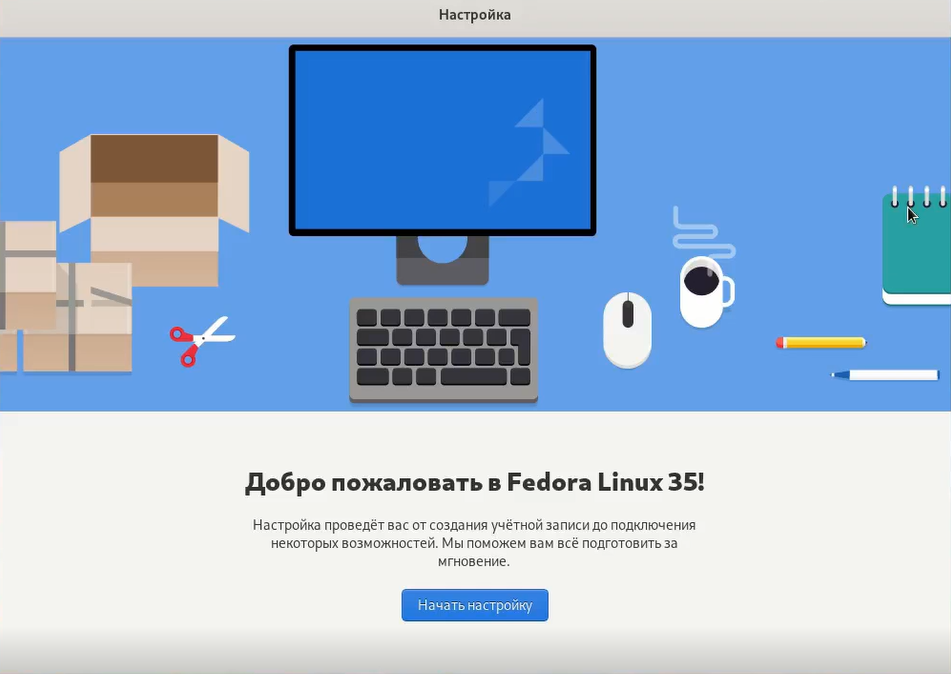 Настройка
Добро пожаловать в Fedora Linux 35!
Настройка проведёт вас от создания учётной записи до подключения
некоторых возможностей. Мы поможем вам всё подготовить за
мгновение.
Начать настройку